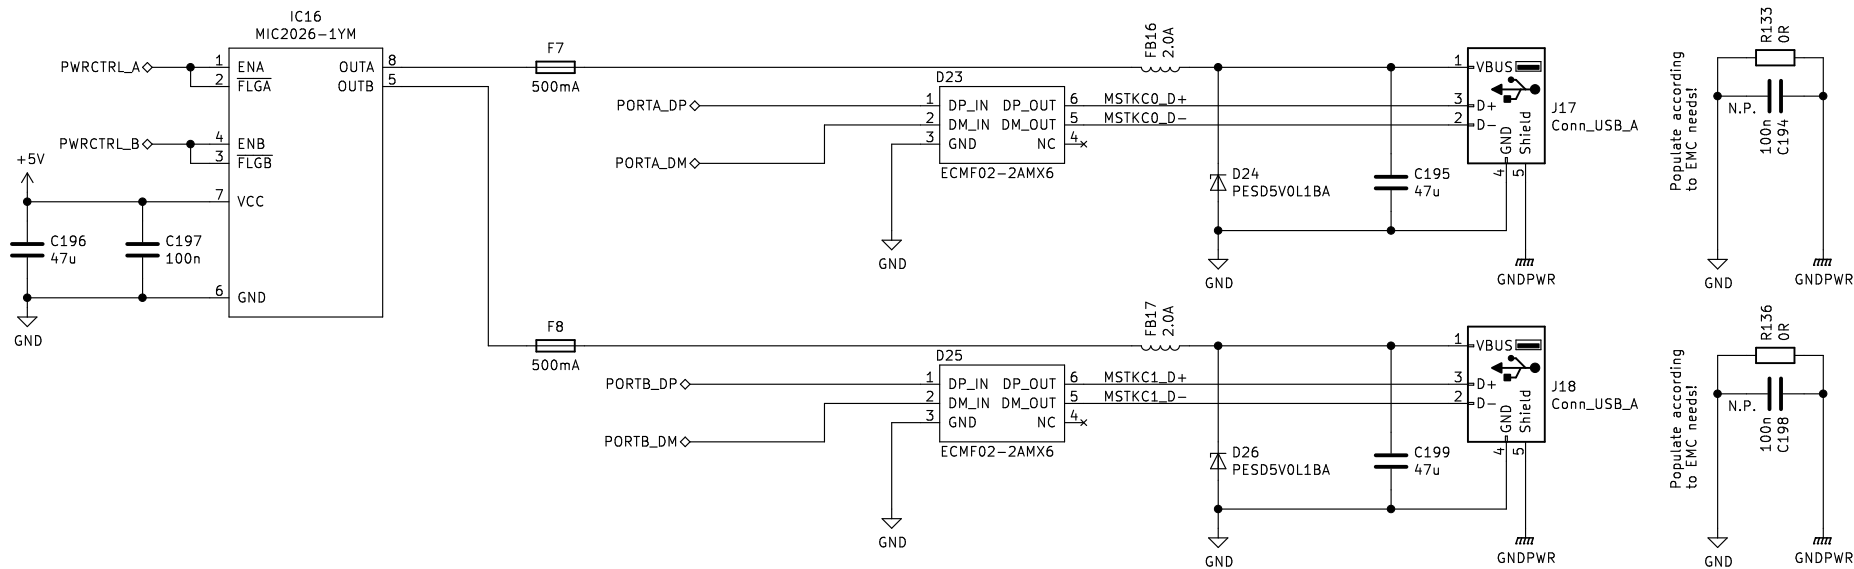 IC16
MIC2026-1YM
PWRCTRL_A
1
ENA
2
FLGA
OUTA
8
OUTB
5
PWRCTRL_B
4
ENB
3
FLGB
+5V
7
VCC
C196
47u
C197
100n
6
GND
GND
F7
500mA
FB16
2.0A
D23
PORTA_DP
1
DP_IN
DP_OUT
6
MSTKC0_D+
2
DM_IN
DM_OUT
5
MSTKC0_D-
3
GND
NC
4
PORTA_DM
ECMF02-2AMX6
GND
D24
PESD5V0L1BA
C195
47u
1
VBUS
3
D+
2
D-
GND
Shield
4
5
J17
Conn_USB_A
GND
GNDPWR
Populate according
to EMC needs!
R133
0R
N.P.
100n
C194
GND
GNDPWR
F8
500mA
FB17
2.0A
D25
PORTB_DP
1
DP_IN
DP_OUT
6
MSTKC1_D+
2
DM_IN
DM_OUT
5
MSTKC1_D-
3
GND
NC
4
PORTB_DM
ECMF02-2AMX6
GND
D26
PESD5V0L1BA
C199
47u
1
VBUS
3
D+
2
D-
GND
Shield
4
5
J18
Conn_USB_A
GND
GNDPWR
Populate according
to EMC needs!
R136
0R
N.P.
100n
C198
GND
GNDPWR